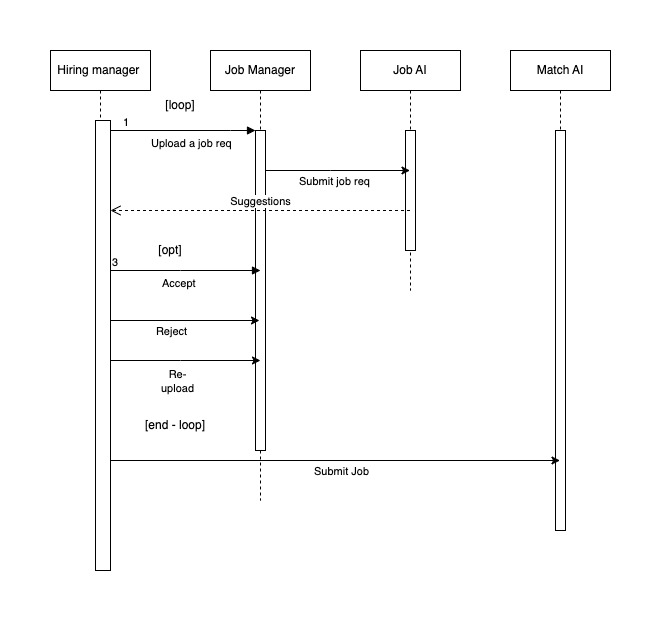 Hiring manager
Job Manager
Job AI
Match AI
[loop]
1
Upload a job req
Submit job req
Suggestions
[opt]
3
Accept
Reject
Re-
upload
[end - loop]
Submit Job